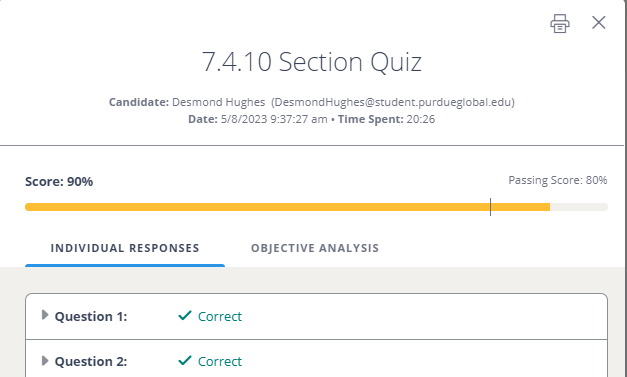 7.4.10 Section Quiz
Candidate: Desmond Hughes (DesmondHughes@student.purdueglobal.edu)
Date: 5/8/2023 9:37:27 am • Time Spent: 20:26
Score: 90%
Passing Score: 80%
INDIVIDUAL RESPONSES
OBJECTIVE ANALYSIS
Question 1: Correct
Question 2: Correct